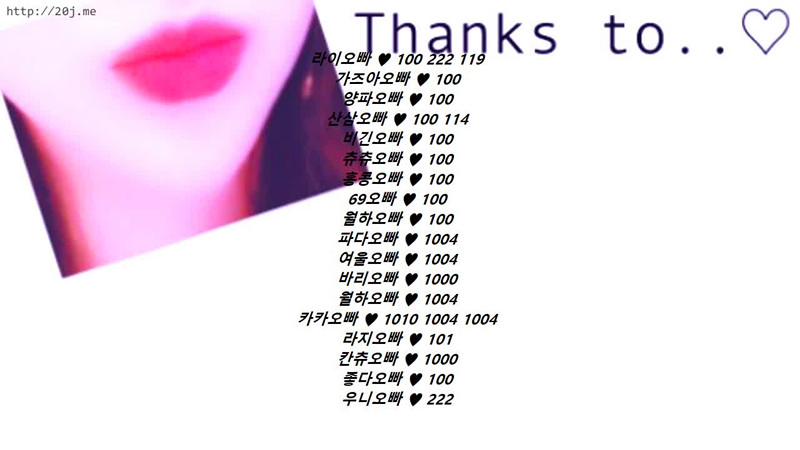 http://20j.me
Thanks to..♡
라이오빠 ♥ 100 222 119
가즈아오빠 ♥ 100
양파오빠 ♥ 100
산삼오빠 ♥ 100 114
비긴오빠 ♥ 100
츄츄오빠 ♥ 100
홍콩오빠 ♥ 100
69오빠 ♥ 100
월하오빠 ♥ 100
파다오빠 ♥ 1004
여울오빠 ♥ 1004
바리오빠 ♥ 1000
월하오빠 ♥ 1004
카카오빠 ♥ 1010 1004 1004
라지오빠 ♥ 101
칸츄오빠 ♥ 1000
좋다오빠 ♥ 100
우니오빠 ♥ 222